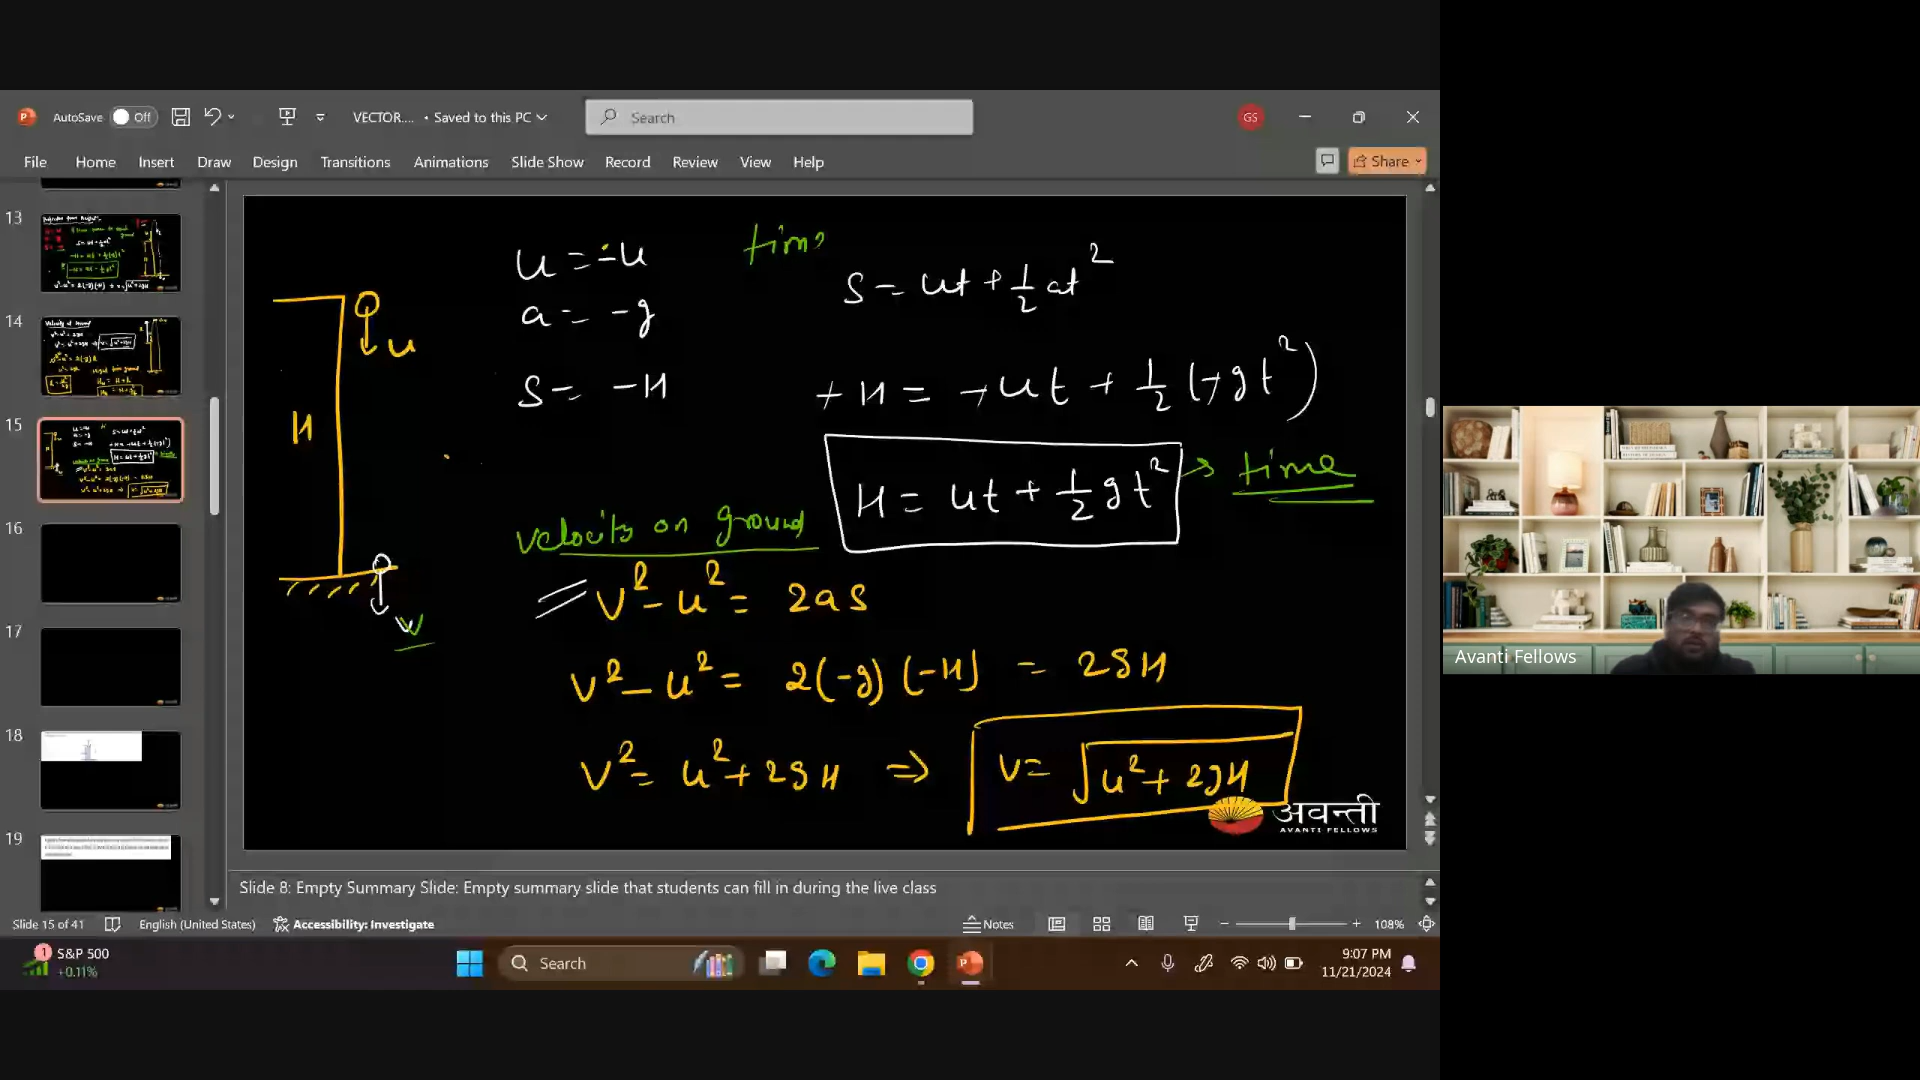 AutoSave Off VECTOR.... • Saved to this PC Search GS
File Home Insert Draw Design Transitions Animations Slide Show Record Review View Help Share
13
14
15
16
17
18
19
u = -u
a = -g
S = -H
time
S = ut + 1/2 at²
+ H = + ut + 1/2 (+gt²)
H = ut + 1/2 gt² → time
H
u
v
velocity on ground
v² - u² = 2as
v² - u² = 2(-g)(-H) = 2gH
v² = u² + 2gH ⇒ v = √u² + 2gH
अवन्ती
AVANTI FELLOWS
Slide 8: Empty Summary Slide: Empty summary slide that students can fill in during the live class
Slide 15 of 41 English (United States) Accessibility: Investigate Notes 108%
1 S&P 500
+0.11%
Search
9:07 PM
11/21/2024
Avanti Fellows